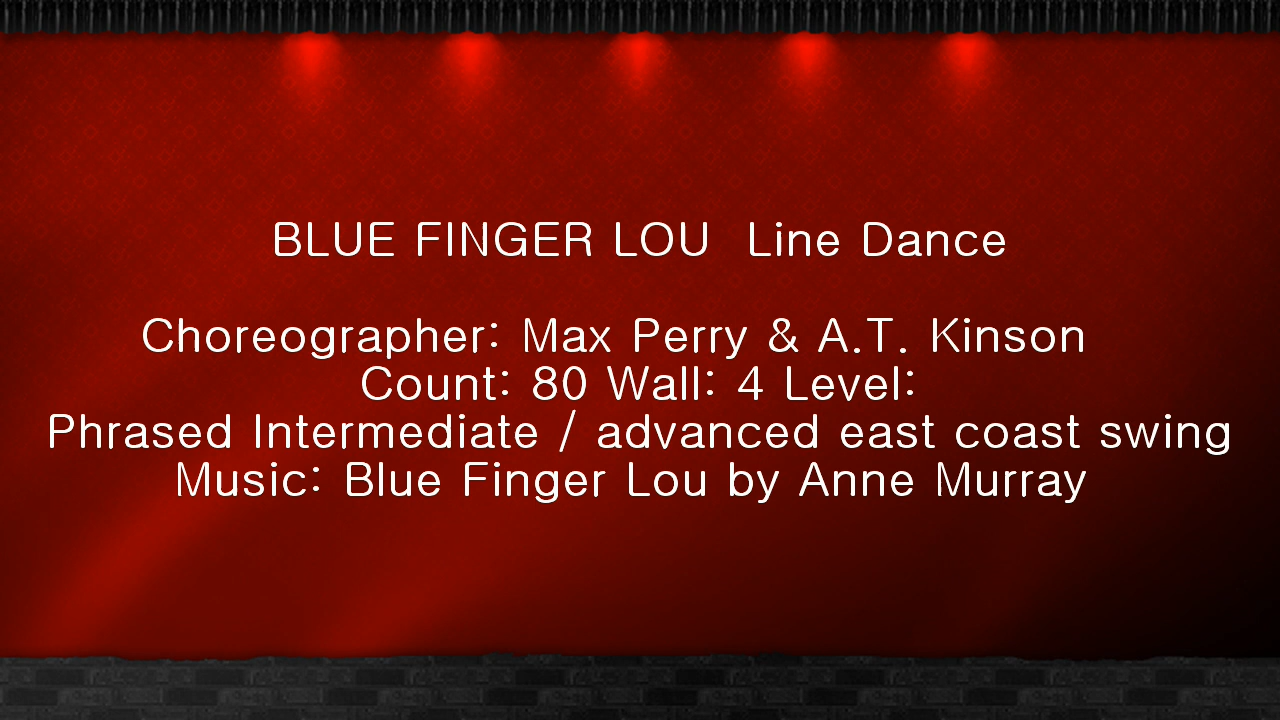 BLUE FINGER LOU  Line Dance
Choreographer: Max Perry & A.T. Kinson
Count: 80 Wall: 4 Level:
Phrased Intermediate / advanced east coast swing
Music: Blue Finger Lou by Anne Murray